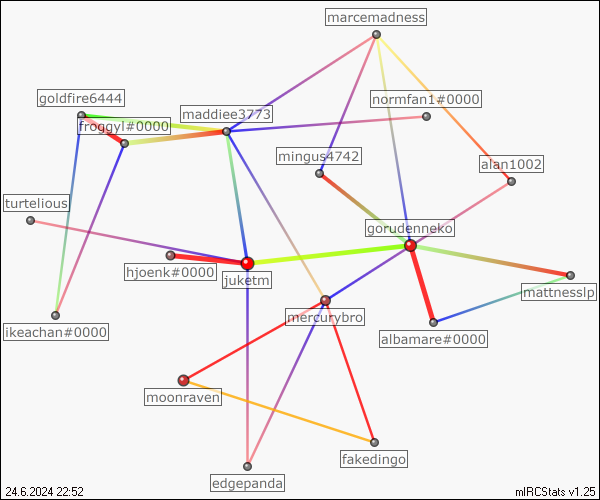 marcemadness
goldfire6444
normfan1#0000
maddiee3773
froggyl#0000
mingus4742
alan1002
turtelious
gorudenneko
hjoenk#0000
juketm
mattnesslp
mercurybro
ikeachan#0000
albamare#0000
moonraven
fakedingo
edgepanda
24.6.2024 22:52
mIRCStats v1.25